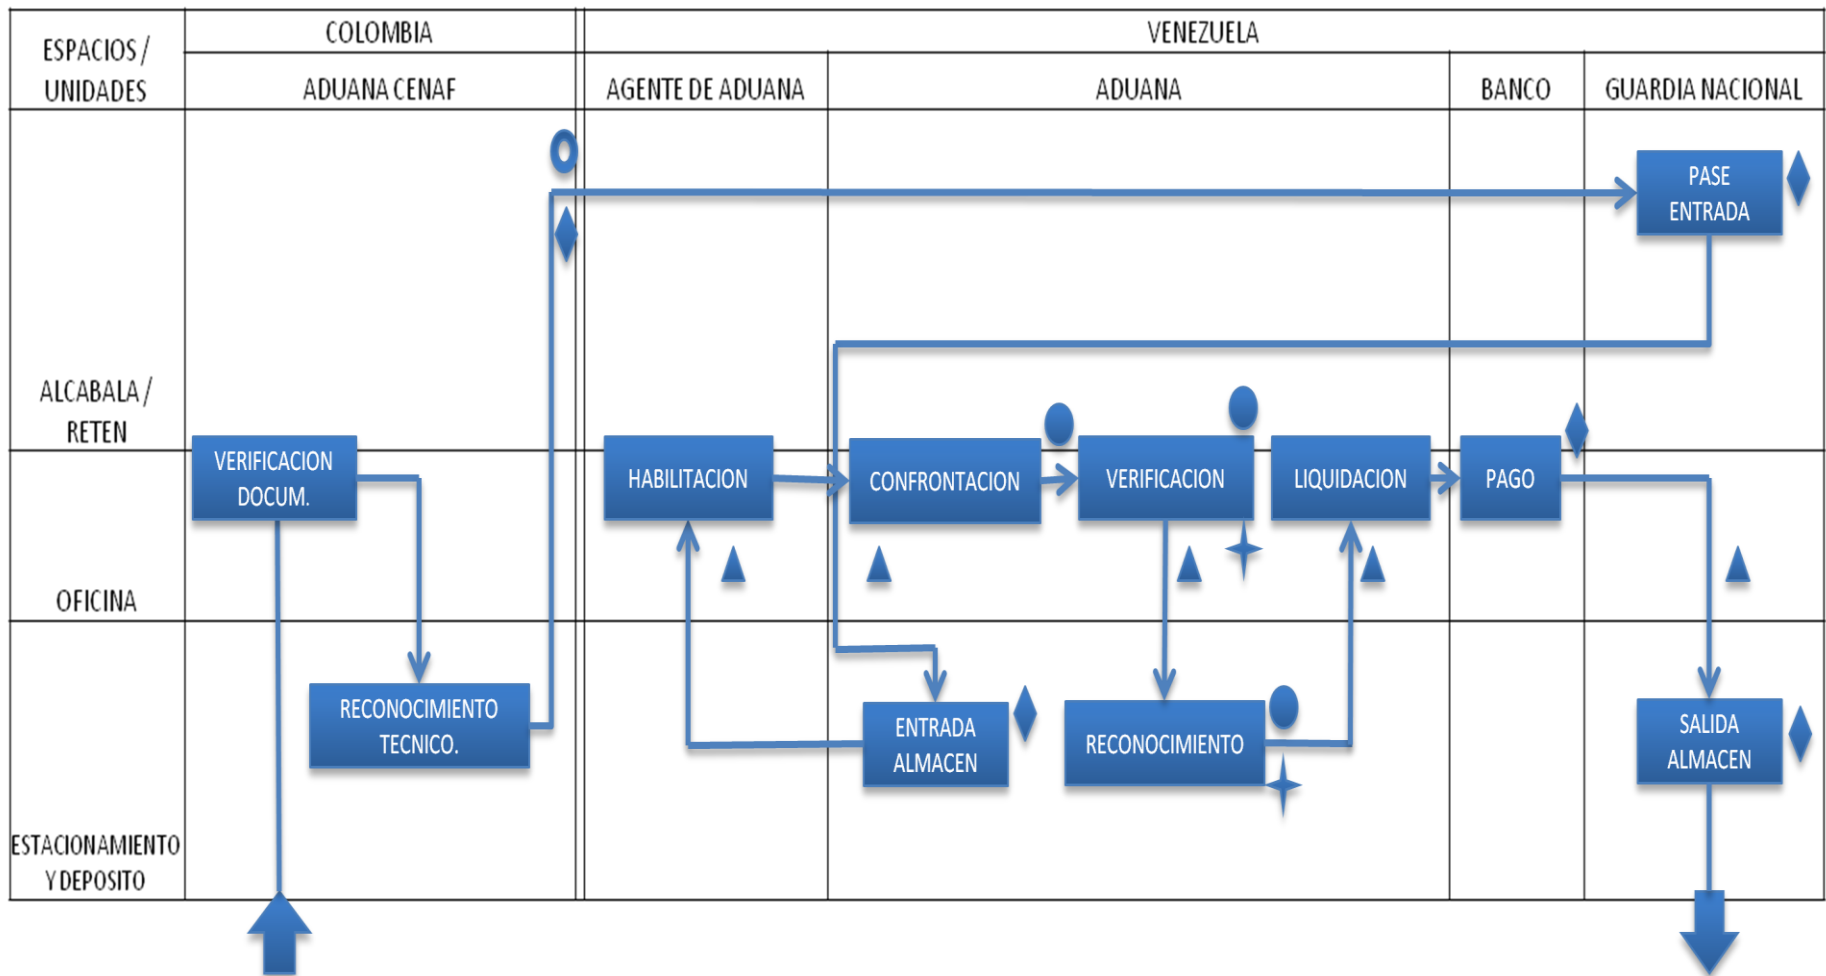 ESPACIOS /
UNIDADES
COLOMBIA
VENEZUELA
ADUANA CENAF
AGENTE DE ADUANA
ADUANA
BANCO
GUARDIA NACIONAL
PASE
ENTRADA
ALCABALA /
RETEN
VERIFICACION
DOCUM.
HABILITACION
CONFRONTACION
VERIFICACION
LIQUIDACION
PAGO
OFICINA
RECONOCIMIENTO
TECNICO.
ENTRADA
ALMACEN
RECONOCIMIENTO
SALIDA
ALMACEN
ESTACIONAMIENTO
Y DEPOSITO